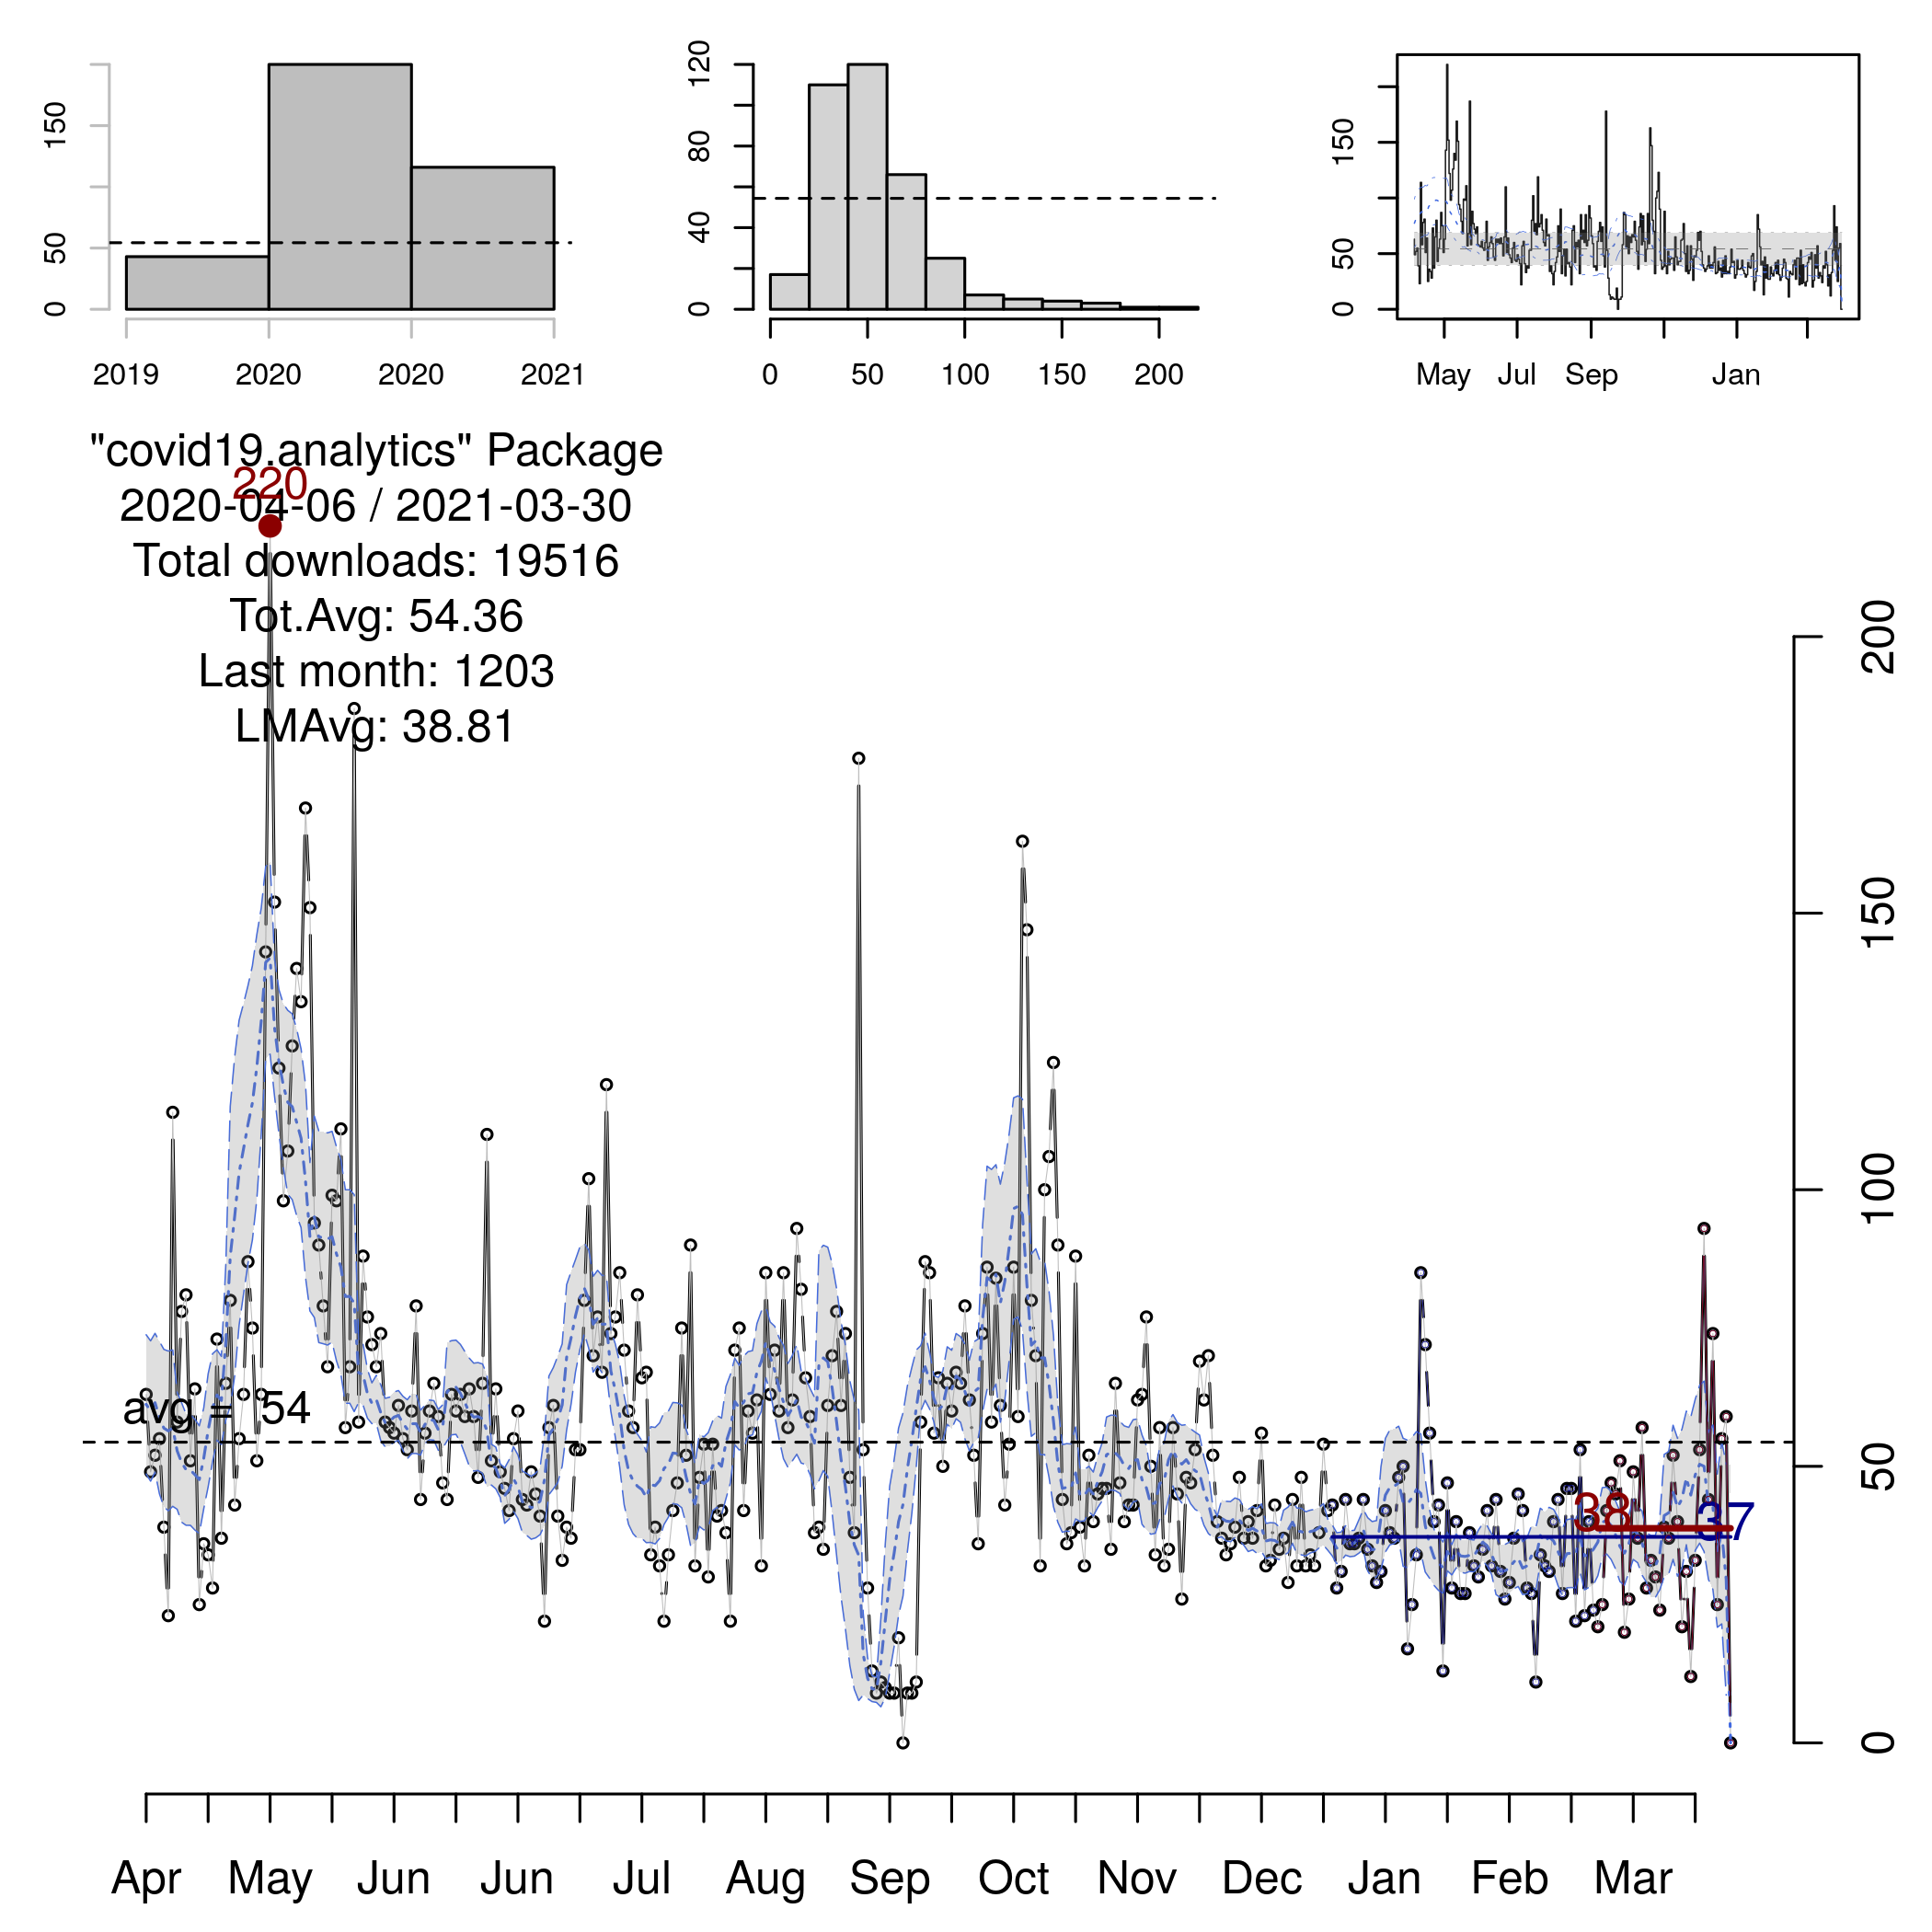 150
50
0
2019 2020 2020 2021
120
80
40
0
0 50 100 150 200
150
50
0
May Jul Sep Jan
"covid19.analytics" Package
220
2020-04-06 / 2021-03-30
Total downloads: 19516
Tot.Avg: 54.36
Last month: 1203
LMAvg: 38.81
200
150
100
50
0
avg = 54
38
37
Apr May Jun Jun Jul Aug Sep Oct Nov Dec Jan Feb Mar